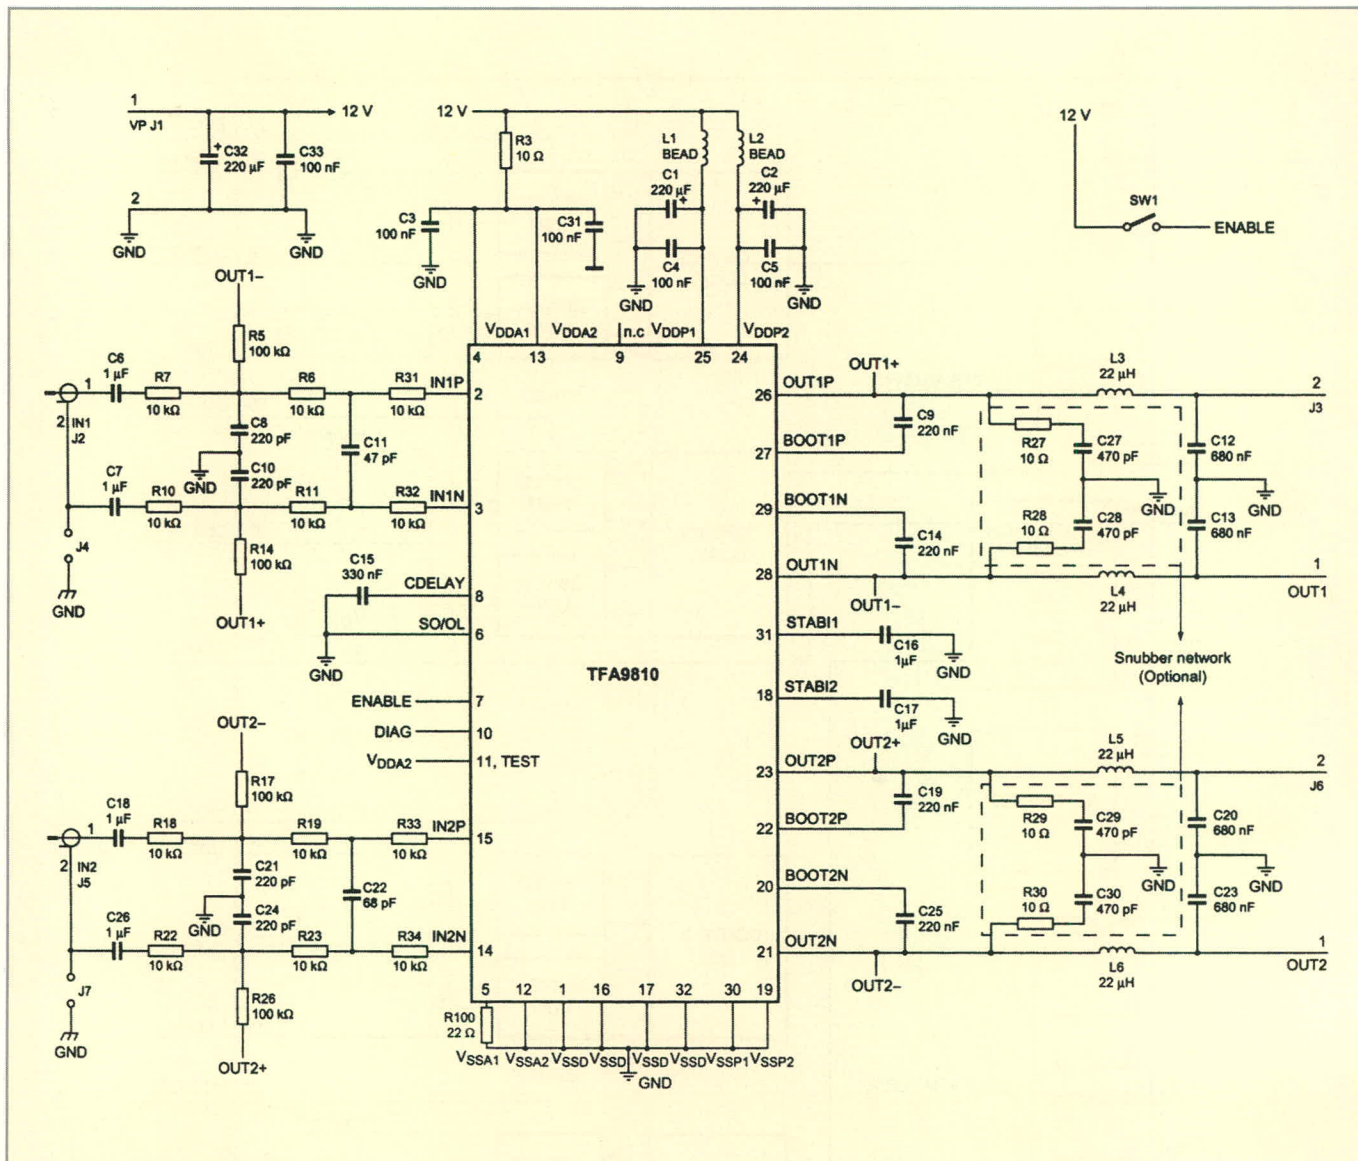 1
VP J1
12 V
C32
220 µF
C33
100 nF
2
GND
GND
12 V
R3
10 Ω
L1
BEAD
L2
BEAD
C1
220 µF
C2
220 µF
C3
100 nF
C31
100 nF
C4
100 nF
C5
100 nF
GND
GND
GND
12 V
SW1
ENABLE
OUT1–
R5
100 kΩ
C6
1 µF
R7
10 kΩ
R6
10 kΩ
R31
10 kΩ
IN1P
1
2
IN1
J2
C8
220 pF
GND
C10
220 pF
C11
47 pF
C7
1 µF
R10
10 kΩ
R11
10 kΩ
R32
10 kΩ
IN1N
J4
GND
R14
100 kΩ
OUT1+
C15
330 nF
CDELAY
SO/OL
GND
ENABLE
DIAG
VDDA2
OUT2–
R17
100 kΩ
C18
1 µF
R18
10 kΩ
R19
10 kΩ
R33
10 kΩ
IN2P
1
2
IN2
J5
C21
220 pF
GND
C24
220 pF
C22
68 pF
C26
1 µF
R22
10 kΩ
R23
10 kΩ
R34
10 kΩ
IN2N
J7
GND
R26
100 kΩ
OUT2+
VDDA1
VDDA2
n.c
VDDP1
VDDP2
4
13
9
25
24
2
3
8
6
7
10
11, TEST
15
14
TFA9810
26
27
29
28
31
18
23
22
20
21
5
12
1
16
17
32
30
19
R100
22 Ω
VSSA1
VSSA2
VSSD
VSSD
VSSD
VSSD
VSSP1
VSSP2
GND
OUT1P
OUT1+
BOOT1P
C9
220 nF
BOOT1N
C14
220 nF
OUT1N
OUT1–
L3
22 µH
2
J3
R27
10 Ω
C27
470 pF
C12
680 nF
GND
GND
R28
10 Ω
C28
470 pF
C13
680 nF
L4
22 µH
1
OUT1
STABI1
C16
1µF
GND
STABI2
C17
1µF
GND
Snubber network
(Optional)
OUT2P
OUT2+
BOOT2P
C19
220 nF
BOOT2N
C25
220 nF
OUT2N
OUT2–
L5
22 µH
2
J6
R29
10 Ω
C29
470 pF
C20
680 nF
GND
GND
R30
10 Ω
C30
470 pF
C23
680 nF
L6
22 µH
1
OUT2